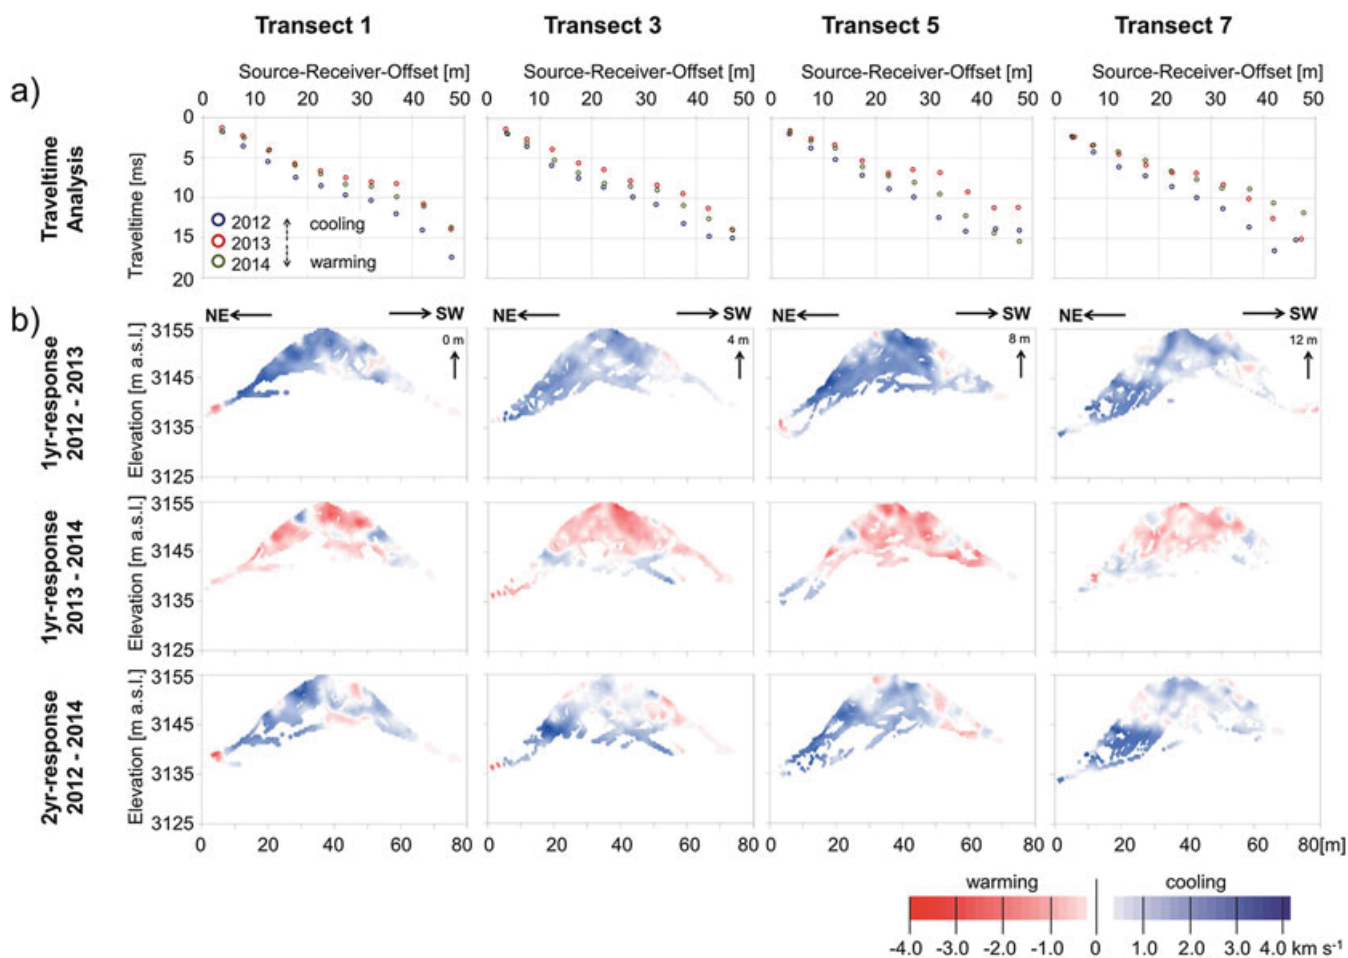 Transect 1 Transect 3 Transect 5 Transect 7
Source-Receiver-Offset [m] Source-Receiver-Offset [m] Source-Receiver-Offset [m] Source-Receiver-Offset [m]
a)
0 10 20 30 40 50 0 10 20 30 40 50 0 10 20 30 40 50 0 10 20 30 40 50
Traveltime
Analysis
Traveltime [ms]
0
5
10
15
20
2012 cooling
2013
2014 warming
b)
NE SW NE SW NE SW NE SW
0 m 4 m 8 m 12 m
1yr-response
2012 - 2013
Elevation [m a.s.l.]
3155
3145
3135
3125
1yr-response
2013 - 2014
Elevation [m a.s.l.]
3155
3145
3135
3125
2yr-response
2012 - 2014
Elevation [m a.s.l.]
3155
3145
3135
3125
0 20 40 60 80 0 20 40 60 80 0 20 40 60 80 0 20 40 60 80[m]
warming cooling
-4.0 -3.0 -2.0 -1.0 0 1.0 2.0 3.0 4.0 km s⁻¹